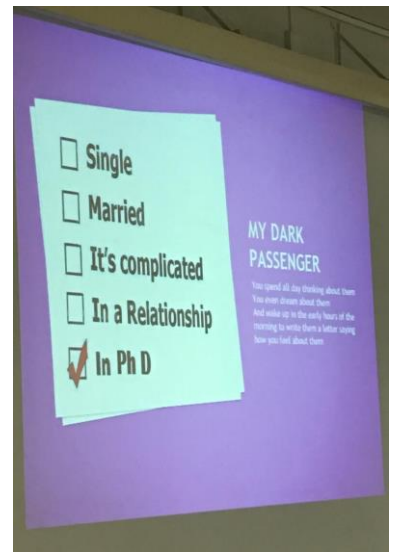 Single
Married
It's complicated
In a Relationship
In Ph D
MY DARK
PASSENGER
You spend all day thinking about them
You even dream about them
And wake up in the early hours of the
morning to write them a letter saying
how you feel about them